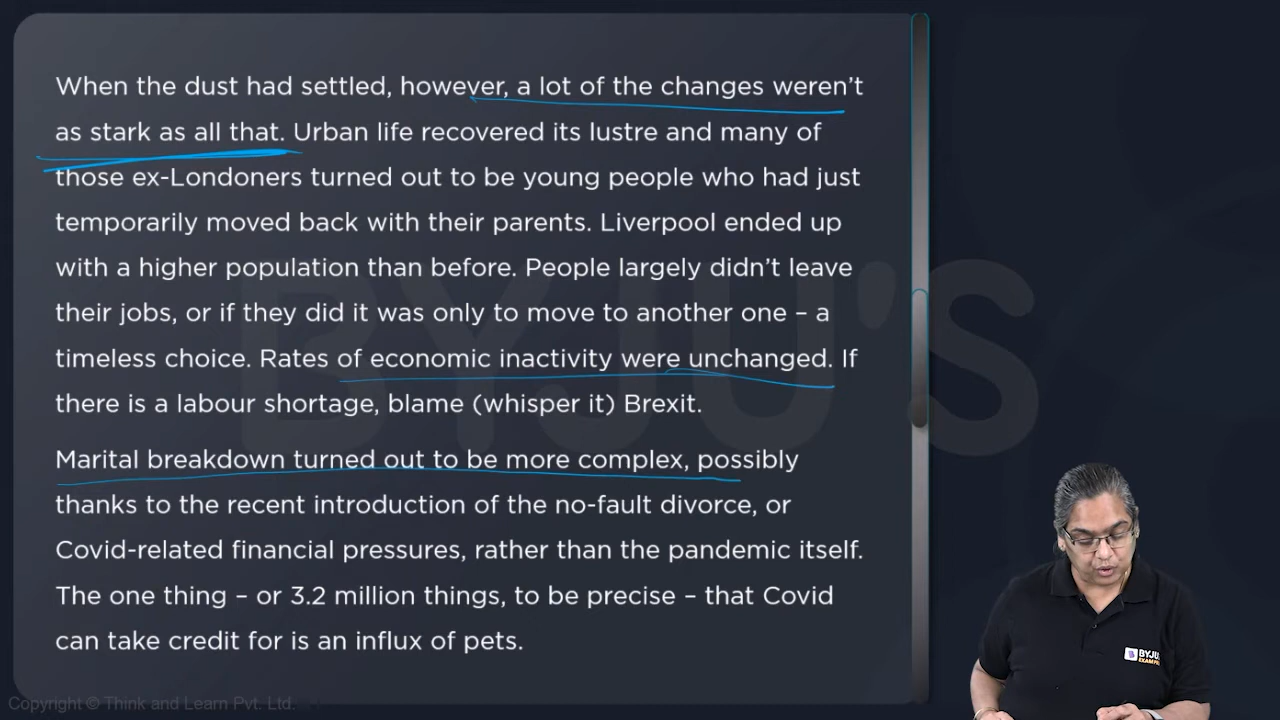 When the dust had settled, however, a lot of the changes weren't
as stark as all that. Urban life recovered its lustre and many of
those ex-Londoners turned out to be young people who had just
temporarily moved back with their parents. Liverpool ended up
with a higher population than before. People largely didn't leave
their jobs, or if they did it was only to move to another one – a
timeless choice. Rates of economic inactivity were unchanged. If
there is a labour shortage, blame (whisper it) Brexit.
Marital breakdown turned out to be more complex, possibly
thanks to the recent introduction of the no-fault divorce, or
Covid-related financial pressures, rather than the pandemic itself.
The one thing – or 3.2 million things, to be precise – that Covid
can take credit for is an influx of pets.
BYJU'S
BYJU'
Copyright © Think and Learn Pvt. Ltd.